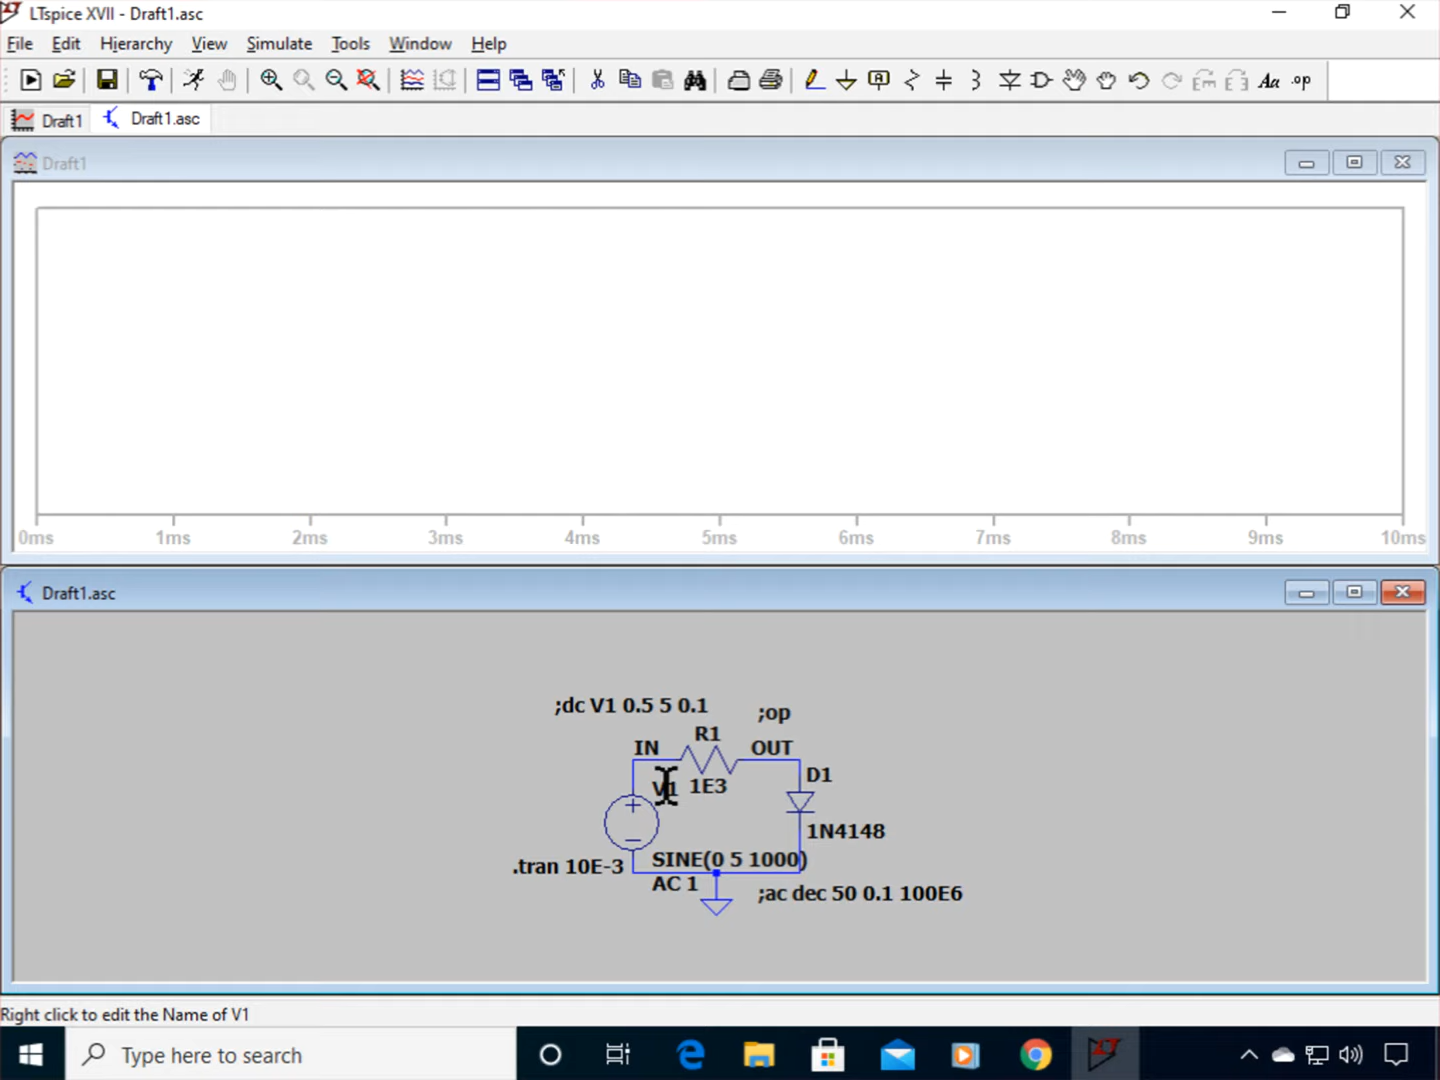 LTspice XVII - Draft1.asc
File Edit Hierarchy View Simulate Tools Window Help
Aa .op
Draft1 Draft1.asc
Draft1
0ms 1ms 2ms 3ms 4ms 5ms 6ms 7ms 8ms 9ms 10ms
Draft1.asc
;dc V1 0.5 5 0.1 ;op
R1
IN OUT
D1
V1 1E3
1N4148
SINE(0 5 1000)
.tran 10E-3
AC 1
;ac dec 50 0.1 100E6
Right click to edit the Name of V1
Type here to search